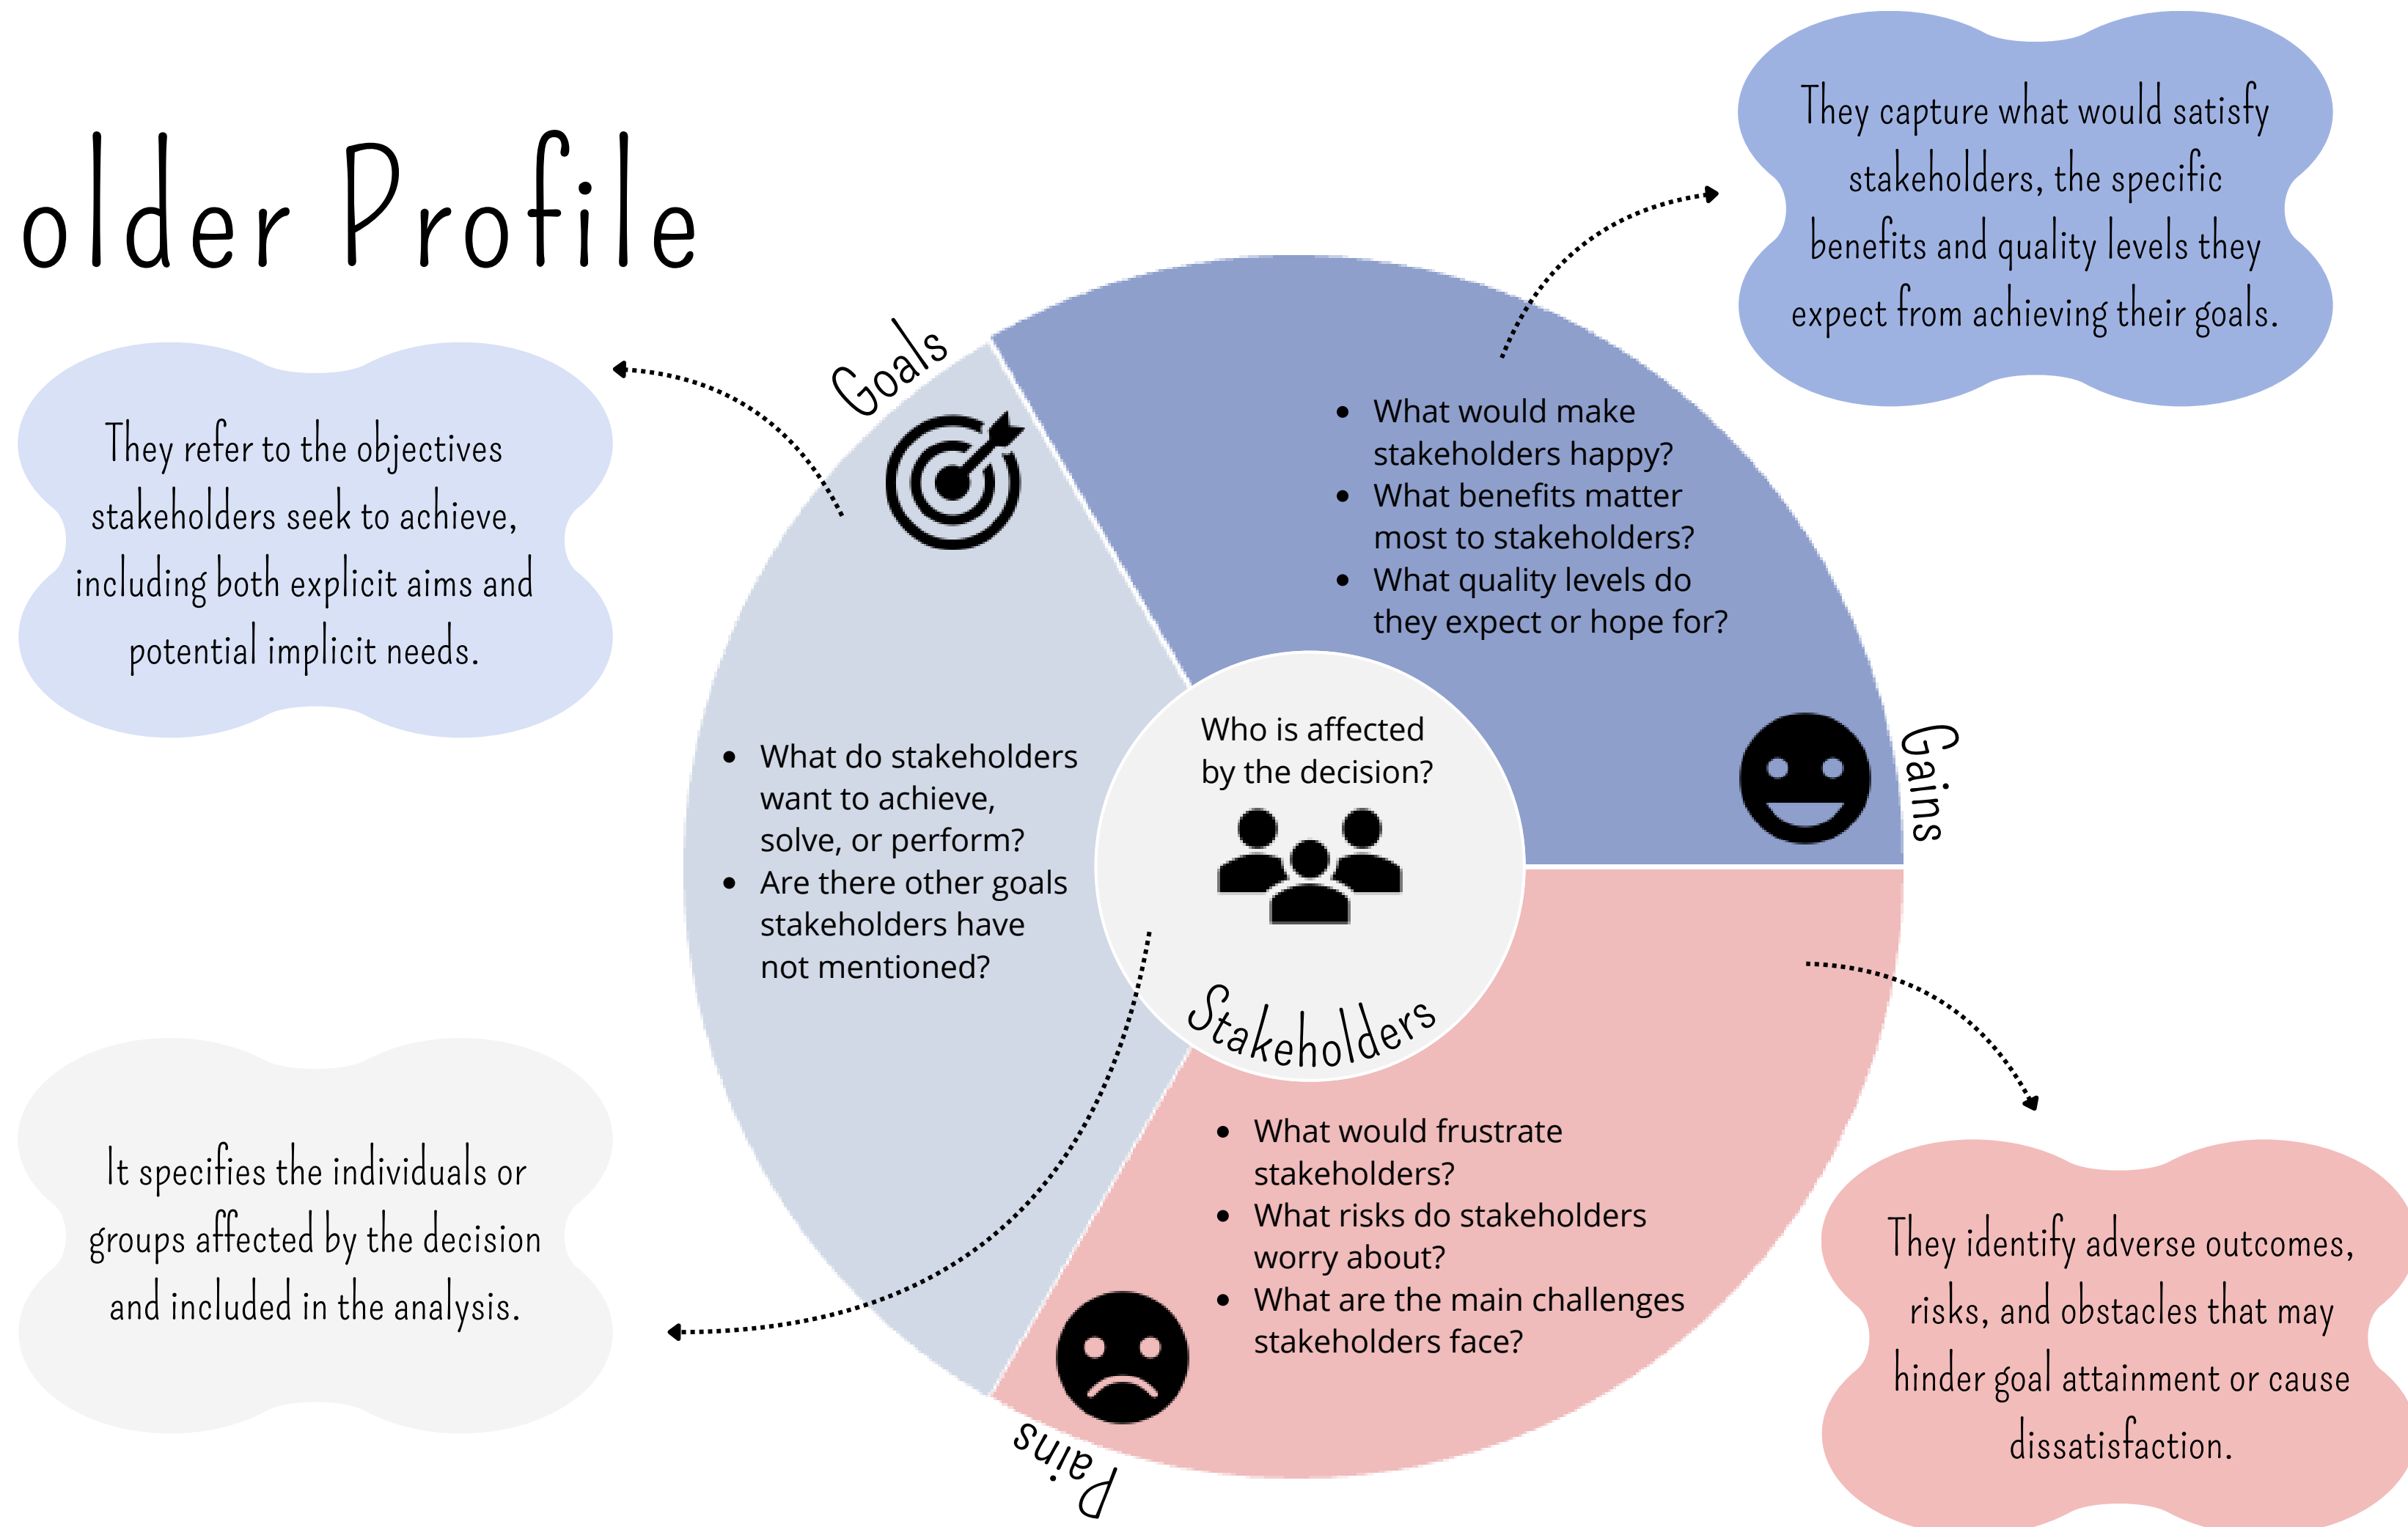 older Profile
They capture what would satisfy
stakeholders, the specific
benefits and quality levels they
expect from achieving their goals.
Goals
They refer to the objectives
stakeholders seek to achieve,
including both explicit aims and
potential implicit needs.
• What would make
stakeholders happy?
• What benefits matter
most to stakeholders?
• What quality levels do
they expect or hope for?
Gains
• What do stakeholders
want to achieve,
solve, or perform?
• Are there other goals
stakeholders have
not mentioned?
Who is affected
by the decision?
Stakeholders
It specifies the individuals or
groups affected by the decision
and included in the analysis.
• What would frustrate
stakeholders?
• What risks do stakeholders
worry about?
• What are the main challenges
stakeholders face?
Pains
They identify adverse outcomes,
risks, and obstacles that may
hinder goal attainment or cause
dissatisfaction.